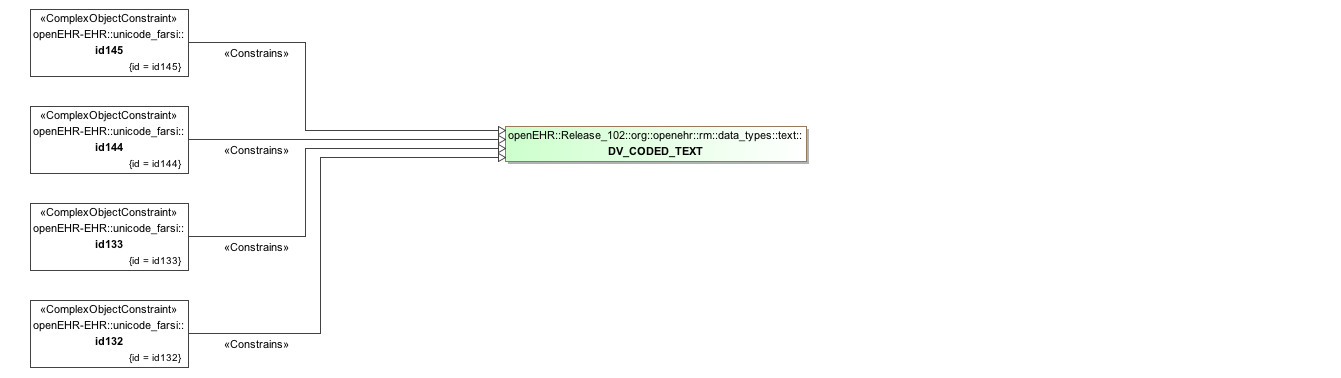 «ComplexObjectConstraint»
openEHR-EHR::unicode_farsi::
id145
{id = id145}
«Constrains»
«ComplexObjectConstraint»
openEHR-EHR::unicode_farsi::
id144
{id = id144}
«Constrains»
openEHR::Release_102::org::openehr::rm::data_types::text::
DV_CODED_TEXT
«ComplexObjectConstraint»
openEHR-EHR::unicode_farsi::
id133
{id = id133}
«Constrains»
«ComplexObjectConstraint»
openEHR-EHR::unicode_farsi::
id132
{id = id132}
«Constrains»